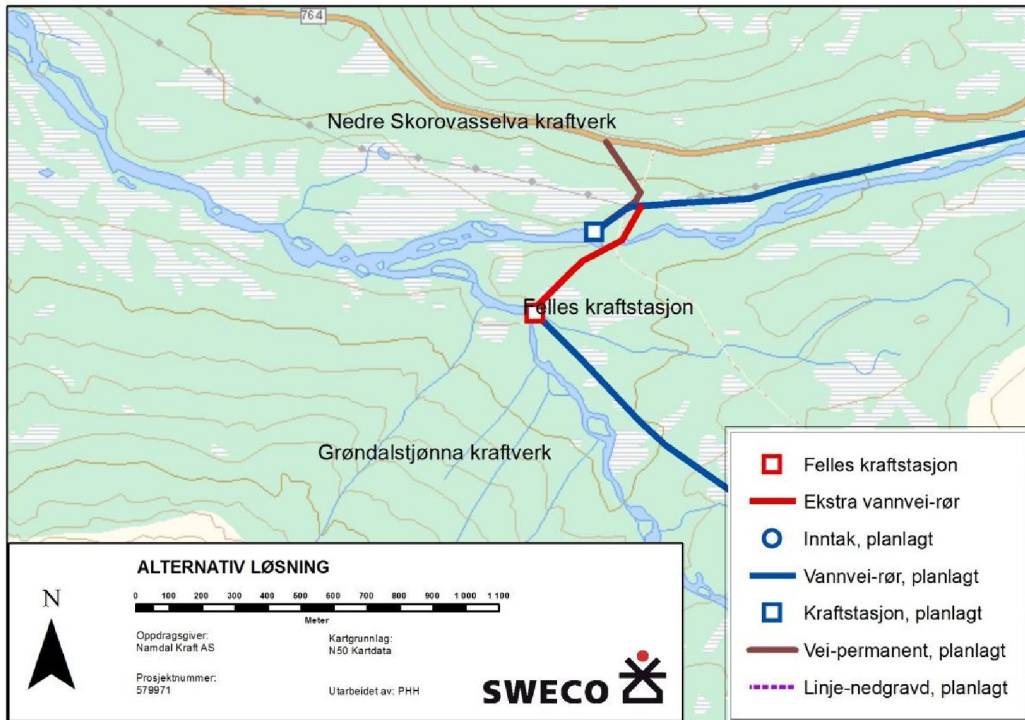 764
Nedre Skorovasselva kraftverk
Felles kraftstasjon
Grøndalstjønna kraftverk
Felles kraftstasjon
Ekstra vannvei-rør
Inntak, planlagt
Vannvei-rør, planlagt
Kraftstasjon, planlagt
Vei-permanent, planlagt
Linje-nedgravd, planlagt
ALTERNATIV LØSNING
N
0 100 200 300 400 500 600 700 800 900 1 000 1 100
Meter
Oppdragsgiver:
Namdal Kraft AS
Kartgrunnlag:
N50 Kartdata
Prosjektnummer:
579971
Utarbeidet av: PHH
SWECO